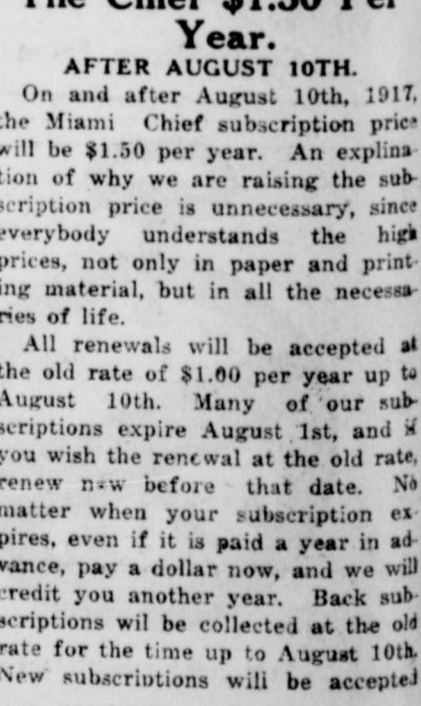 The Chief $1.50 Per
Year.
AFTER AUGUST 10TH.
On and after August 10th, 1917,
the Miami Chief subscription price
will be $1.50 per year. An explina-
tion of why we are raising the sub-
scription price is unnecessary, since
everybody understands the high
prices, not only in paper and print-
ing material, but in all the necessa-
ries of life.
All renewals will be accepted at
the old rate of $1.00 per year up to
August 10th. Many of our sub-
scriptions expire August 1st, and if
you wish the renewal at the old rate,
renew now before that date. No
matter when your subscription ex-
pires, even if it is paid a year in ad-
vance, pay a dollar now, and we will
credit you another year. Back sub-
scriptions wil be collected at the old
rate for the time up to August 10th.
New subscriptions will be accepted